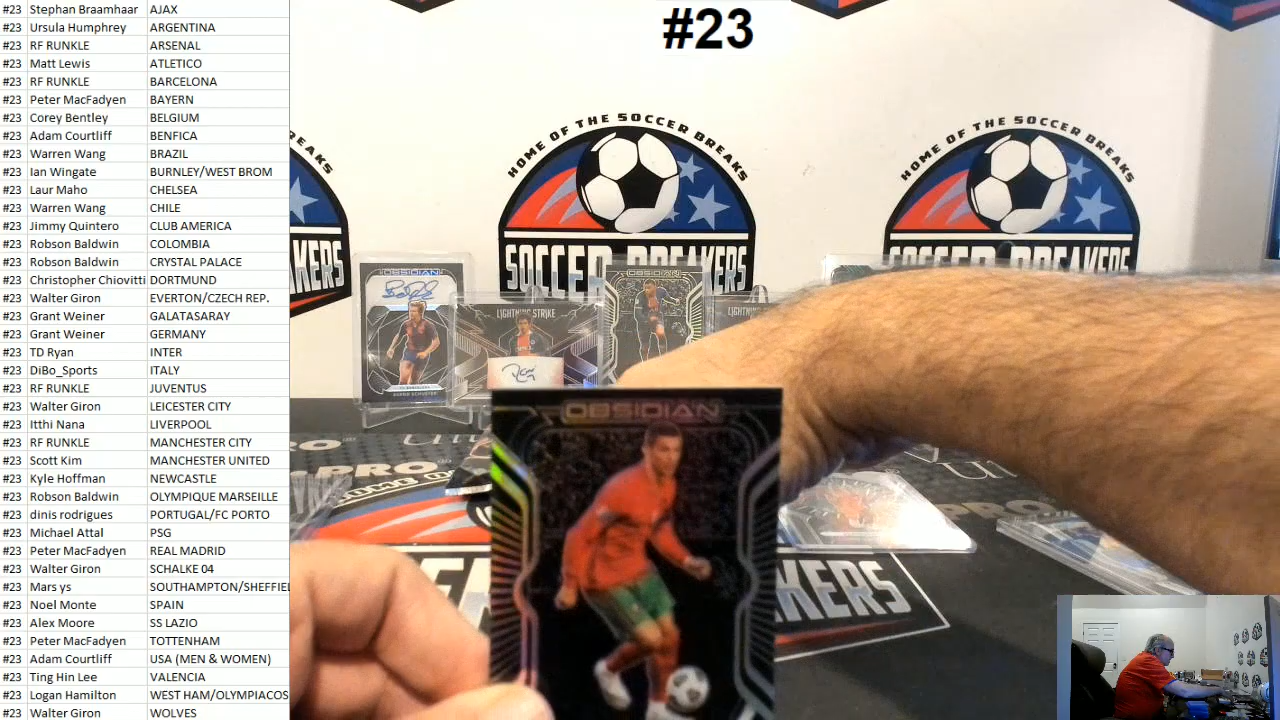 #23 Stephan Braamhaar AJAX
#23 Ursula Humphrey ARGENTINA
#23 RF RUNKLE ARSENAL
#23 Matt Lewis ATLETICO
#23 RF RUNKLE BARCELONA
#23 Peter MacFadyen BAYERN
#23 Corey Bentley BELGIUM
#23 Adam Courtliff BENFICA
#23 Warren Wang BRAZIL
#23 Ian Wingate BURNLEY/WEST BROM
#23 Laur Maho CHELSEA
#23 Warren Wang CHILE
#23 Jimmy Quintero CLUB AMERICA
#23 Robson Baldwin COLOMBIA
#23 Robson Baldwin CRYSTAL PALACE
#23 Christopher Chiovitti DORTMUND
#23 Walter Giron EVERTON/CZECH REP.
#23 Grant Weiner GALATASARAY
#23 Grant Weiner GERMANY
#23 TD Ryan INTER
#23 DiBo_Sports ITALY
#23 RF RUNKLE JUVENTUS
#23 Walter Giron LEICESTER CITY
#23 Itthi Nana LIVERPOOL
#23 RF RUNKLE MANCHESTER CITY
#23 Scott Kim MANCHESTER UNITED
#23 Kyle Hoffman NEWCASTLE
#23 Robson Baldwin OLYMPIQUE MARSEILLE
#23 dinis rodrigues PORTUGAL/FC PORTO
#23 Michael Attal PSG
#23 Peter MacFadyen REAL MADRID
#23 Walter Giron SCHALKE 04
#23 Mars ys SOUTHAMPTON/SHEFFIEL
#23 Noel Monte SPAIN
#23 Alex Moore SS LAZIO
#23 Peter MacFadyen TOTTENHAM
#23 Adam Courtliff USA (MEN & WOMEN)
#23 Ting Hin Lee VALENCIA
#23 Logan Hamilton WEST HAM/OLYMPIACOS
#23 Walter Giron WOLVES
#23
HOME OF THE SOCCER BREAKS
SOCCER BREAKERS
HOME OF THE SOCCER BREAKS
SOCCER BREAKERS
BREAKS
KERS
OBSIDIAN
LIGHTNING STRIKE
OBSIDIAN
OBSIDIAN
PRO
KERS